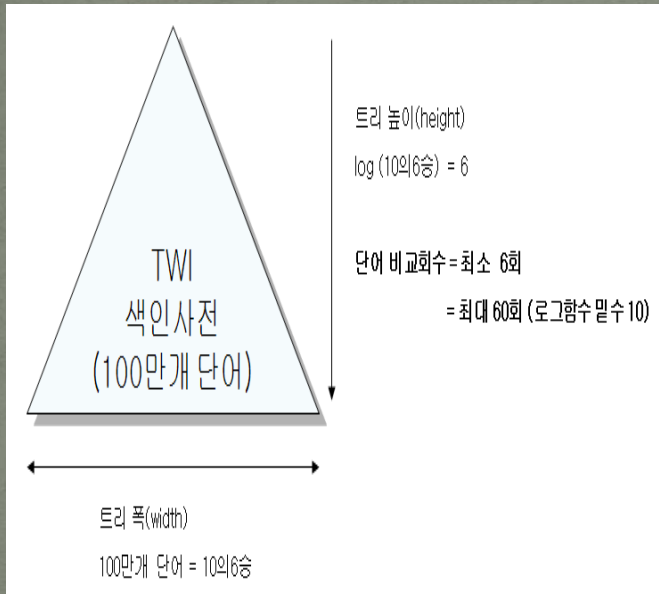 트리 높이(height)
log (10의6승) = 6
TWI
색인사전
(100만개 단어)
단어 비교회수 = 최소 6회
= 최대 60회 (로그함수 밑수 10)
트리 폭(width)
100만개 단어 = 10의6승